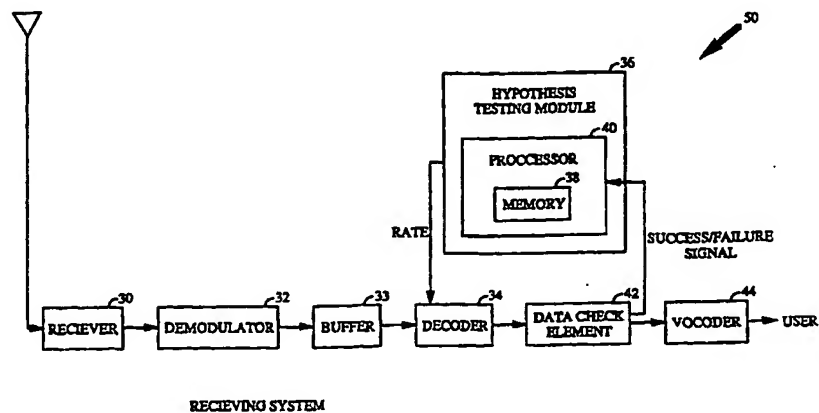 50
36
HYPOTHESIS
TESTING MODULE
40
PROCCESSOR
38
MEMORY
RATE
SUCCESS/FAILURE
SIGNAL
30
RECIEVER
32
DEMODULATOR
33
BUFFER
34
DECODER
42
DATA CHECK
ELEMENT
44
VOCODER
USER
RECIEVING SYSTEM